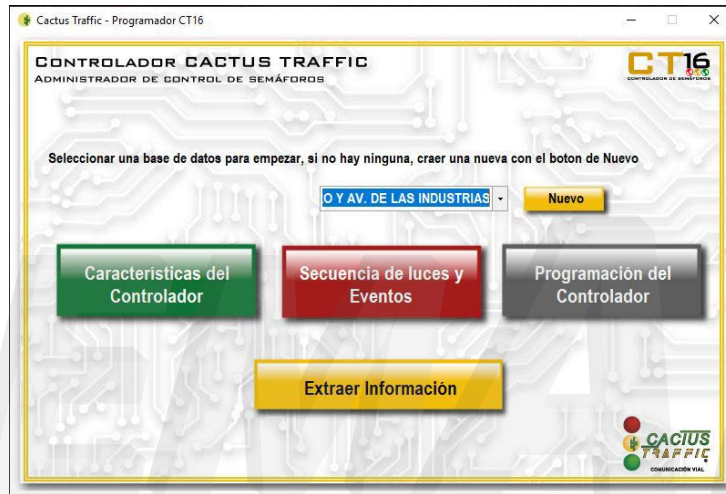 Cactus Traffic - Programador CT16
CONTROLADOR CACTUS TRAFFIC
ADMINISTRADOR DE CONTROL DE SEMÁFOROS
CT16
CONTROLADOR DE SEMÁFOROS
Seleccionar una base de datos para empezar, si no hay ninguna, craer una nueva con el boton de Nuevo
O Y AV. DE LAS INDUSTRIAS
Nuevo
Características del
Controlador
Secuencia de luces y
Eventos
Programación del
Controlador
Extraer Información
CACTUS
TRAFFIC
COMUNICACIÓN VIAL